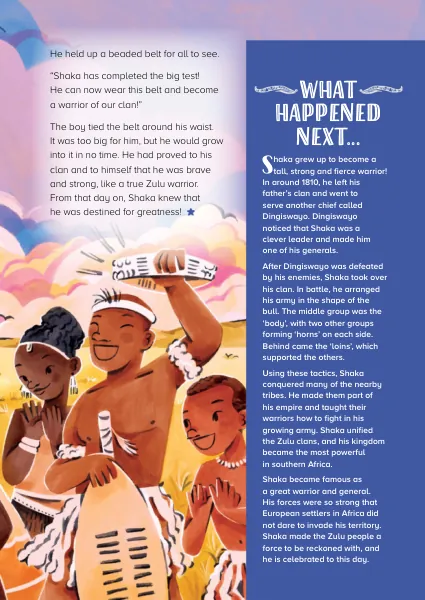 He held up a beaded belt for all to see.
“Shaka has completed the big test!
He can now wear this belt and become
a warrior of our clan!”
The boy tied the belt around his waist.
It was too big for him, but he would grow
into it in no time. He had proved to his
clan and to himself that he was brave
and strong, like a true Zulu warrior.
From that day on, Shaka knew that
he was destined for greatness!
WHAT
HAPPENED
NEXT...
Shaka grew up to become a
tall, strong and fierce warrior!
In around 1810, he left his
father’s clan and went to
serve another chief called
Dingiswayo. Dingiswayo
noticed that Shaka was a
clever leader and made him
one of his generals.
After Dingiswayo was defeated
by his enemies, Shaka took over
his clan. In battle, he arranged
his army in the shape of the
bull. The middle group was the
‘body’, with two other groups
forming ‘horns’ on each side.
Behind came the ‘loins’, which
supported the others.
Using these tactics, Shaka
conquered many of the nearby
tribes. He made them part of
his empire and taught their
warriors how to fight in his
growing army. Shaka unified
the Zulu clans, and his kingdom
became the most powerful
in southern Africa.
Shaka became famous as
a great warrior and general.
His forces were so strong that
European settlers in Africa did
not dare to invade his territory.
Shaka made the Zulu people a
force to be reckoned with, and
he is celebrated to this day.